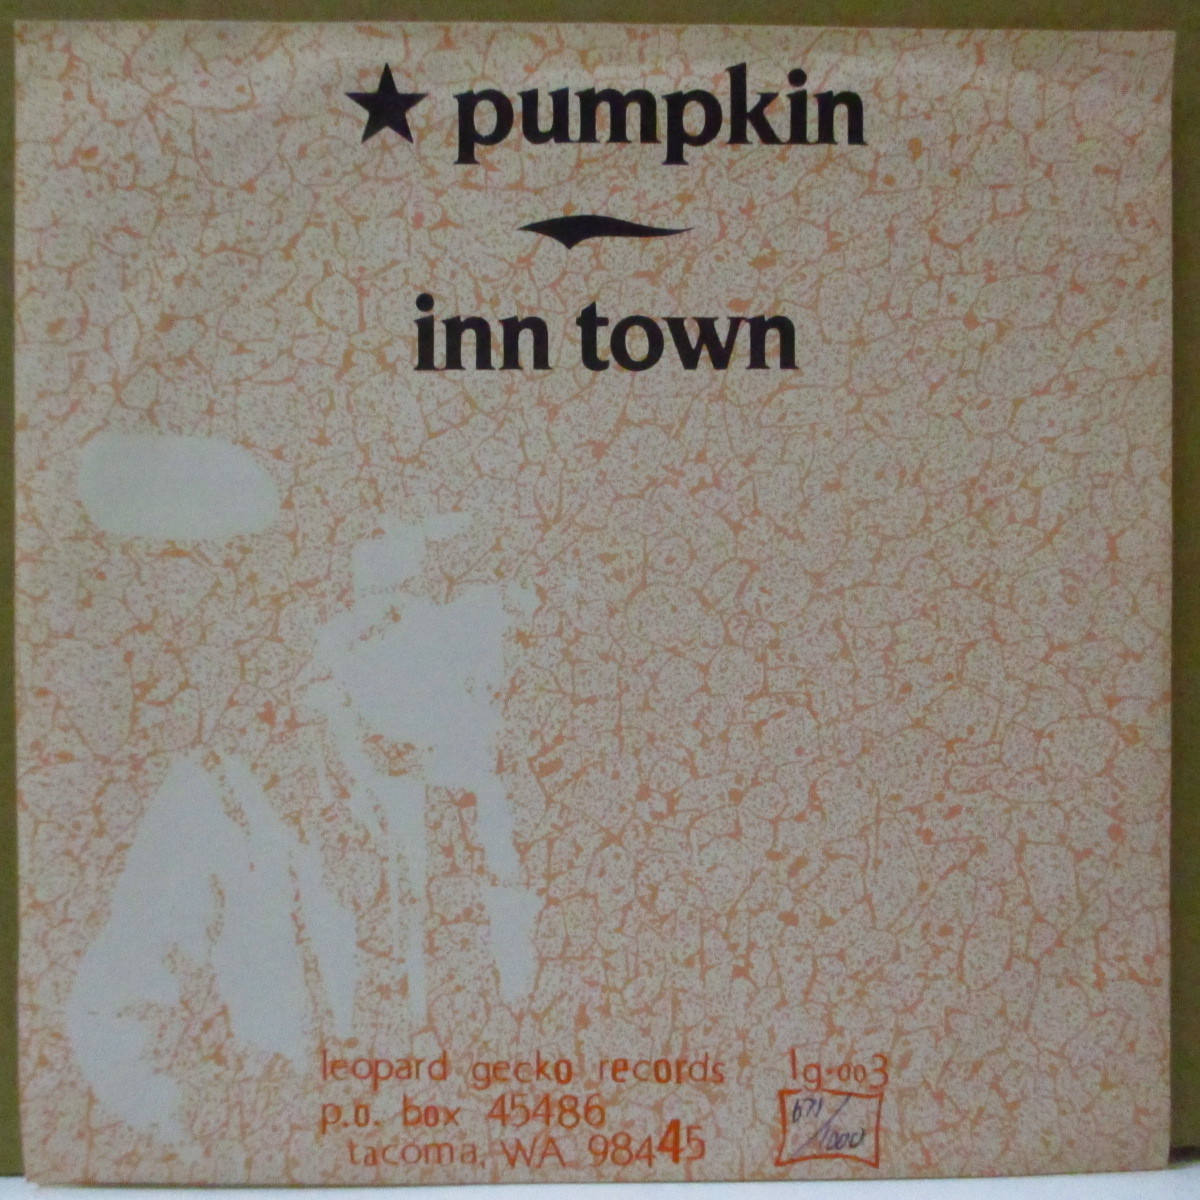 ★ pumpkin
inn town
leopard gecko records
p.o. box 45486
tacoma, WA 98445
lg-003
671/1000